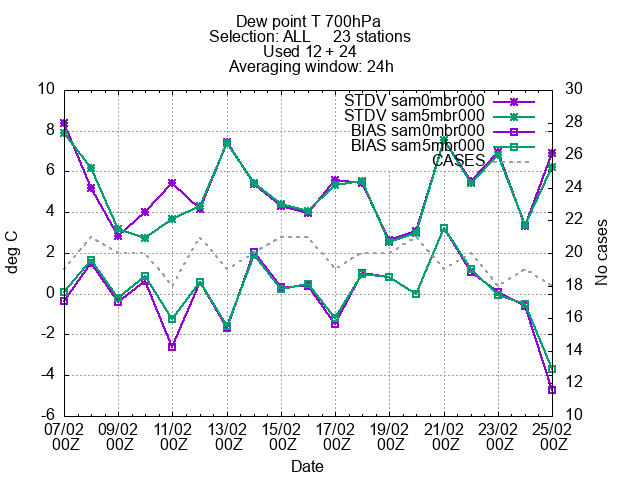 Dew point T 700hPa
Selection: ALL 23 stations
Used 12 + 24
Averaging window: 24h
STDV sam0mbr000
STDV sam5mbr000
BIAS sam0mbr000
BIAS sam5mbr000
CASES
deg C
10
8
6
4
2
0
-2
-4
-6
No cases
30
28
26
24
22
20
18
16
14
12
10
07/02 09/02 11/02 13/02 15/02 17/02 19/02 21/02 23/02 25/02
00Z 00Z 00Z 00Z 00Z 00Z 00Z 00Z 00Z 00Z
Date